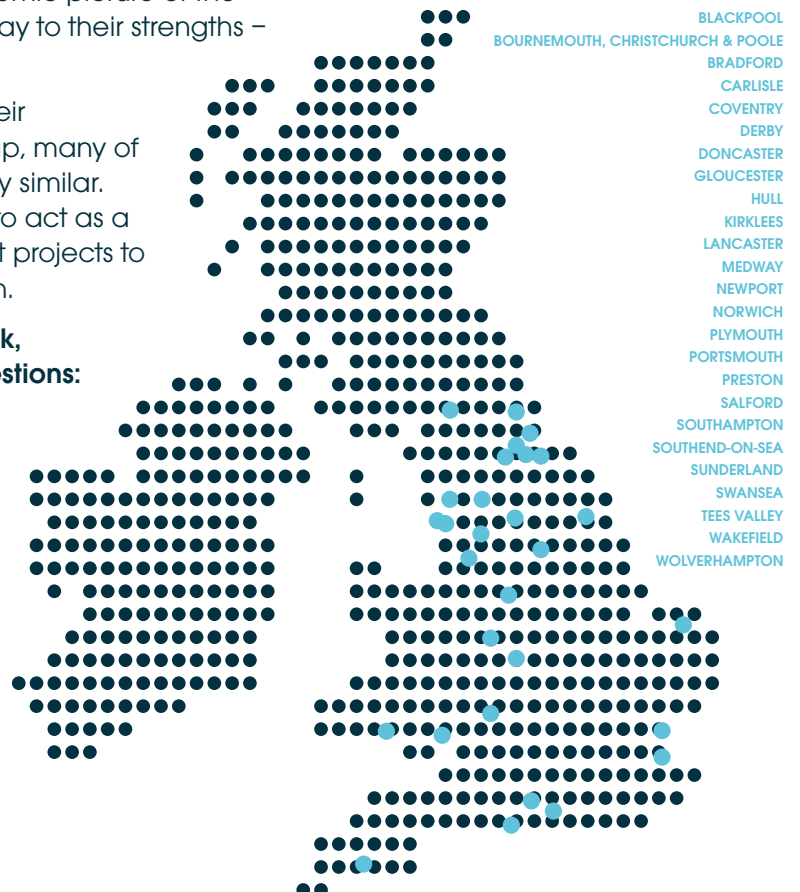 ay to their strengths –
eir
p, many of
y similar.
o act as a
t projects to
n.
k,
estions:
BLACKPOOL
BOURNEMOUTH, CHRISTCHURCH & POOLE
BRADFORD
CARLISLE
COVENTRY
DERBY
DONCASTER
GLOUCESTER
HULL
KIRKLEES
LANCASTER
MEDWAY
NEWPORT
NORWICH
PLYMOUTH
PORTSMOUTH
PRESTON
SALFORD
SOUTHAMPTON
SOUTHEND-ON-SEA
SUNDERLAND
SWANSEA
TEES VALLEY
WAKEFIELD
WOLVERHAMPTON